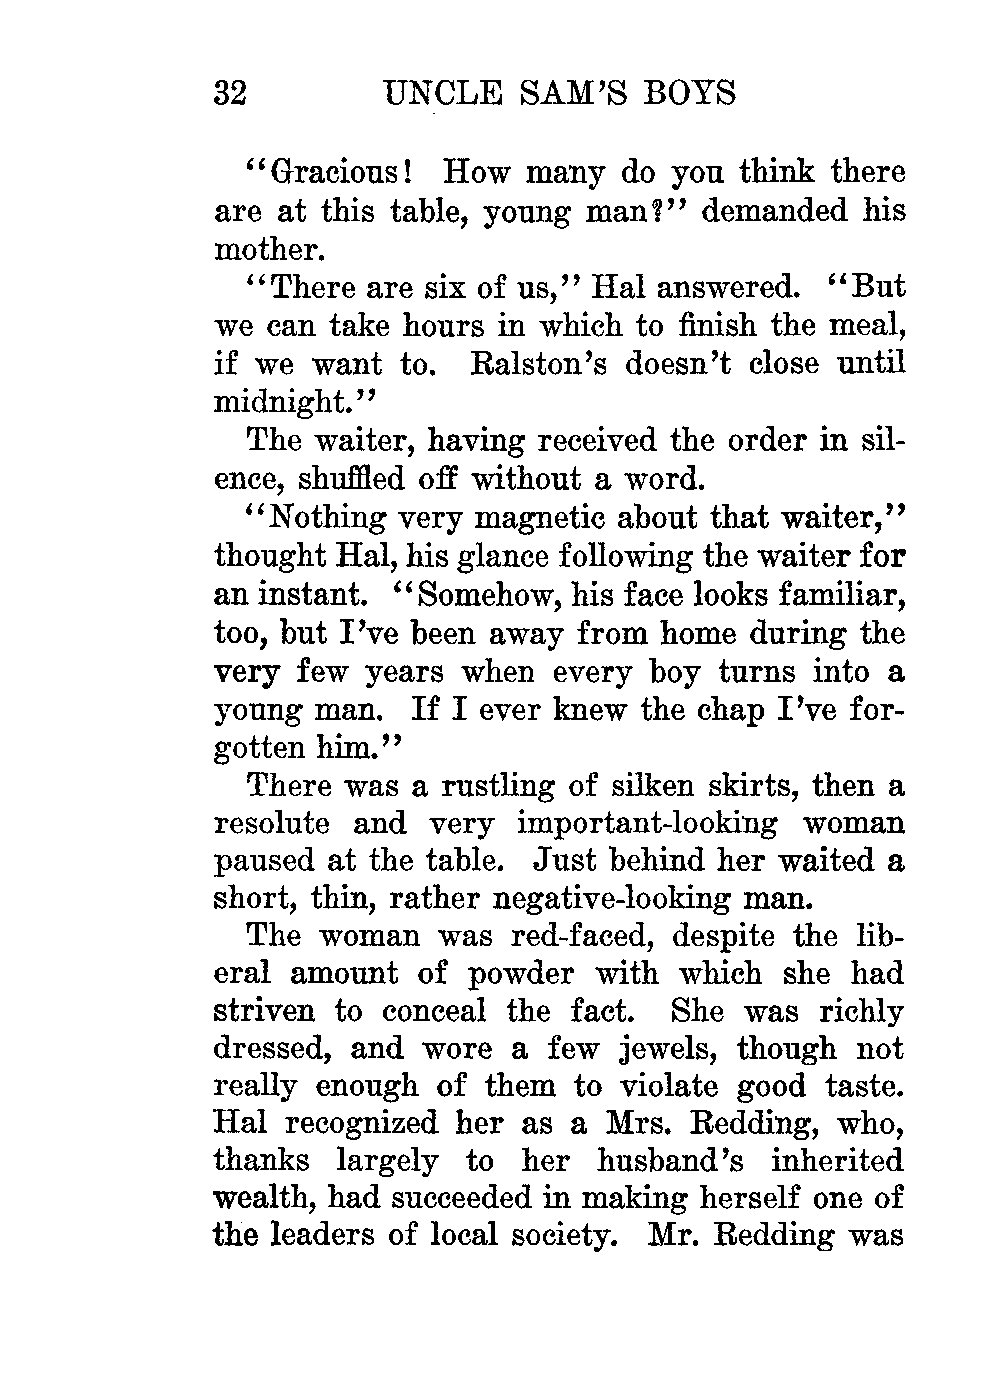 32 UNCLE SAM'S BOYS
"Gracious! How many do you think there
are at this table, young man?" demanded his
mother.
"There are six of us," Hal answered. "But
we can take hours in which to finish the meal,
if we want to. Ralston's doesn't close until
midnight."
The waiter, having received the order in sil-
ence, shuffled off without a word.
"Nothing very magnetic about that waiter,"
thought Hal, his glance following the waiter for
an instant. "Somehow, his face looks familiar,
too, but I've been away from home during the
very few years when every boy turns into a
young man. If I ever knew the chap I've for-
gotten him."
There was a rustling of silken skirts, then a
resolute and very important-looking woman
paused at the table. Just behind her waited a
short, thin, rather negative-looking man.
The woman was red-faced, despite the lib-
eral amount of powder with which she had
striven to conceal the fact. She was richly
dressed, and wore a few jewels, though not
really enough of them to violate good taste.
Hal recognized her as a Mrs. Redding, who,
thanks largely to her husband's inherited
wealth, had succeeded in making herself one of
the leaders of local society. Mr. Redding was